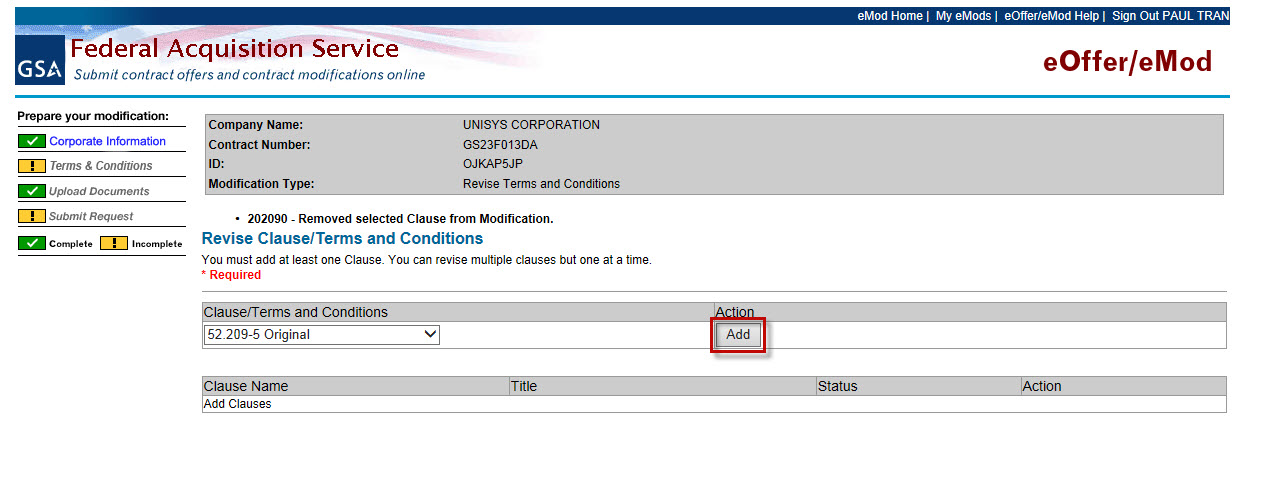 eMod Home | My eMods | eOffer/eMod Help | Sign Out PAUL TRAN
GSA
Federal Acquisition Service
Submit contract offers and contract modifications online
eOffer/eMod
Prepare your modification:
Corporate Information
! Terms & Conditions
Upload Documents
! Submit Request
Complete ! Incomplete
Company Name: UNISYS CORPORATION
Contract Number: GS23F013DA
ID: OJKAP5JP
Modification Type: Revise Terms and Conditions
• 202090 - Removed selected Clause from Modification.
Revise Clause/Terms and Conditions
You must add at least one Clause. You can revise multiple clauses but one at a time.
* Required
Clause/Terms and Conditions Action
52.209-5 Original Add
Clause Name Title Status Action
Add Clauses